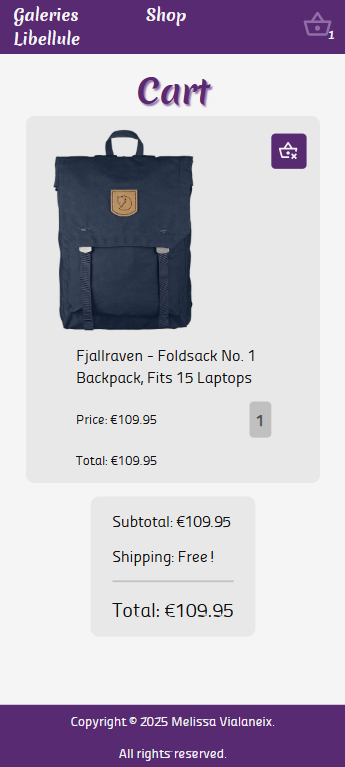 Galeries Shop
Libellule
1
Cart
Fjallraven - Foldsack No. 1
Backpack, Fits 15 Laptops
Price: €109.95
1
Total: €109.95
Subtotal: €109.95
Shipping: Free !
Total: €109.95
Copyright © 2025 Melissa Vialaneix.
All rights reserved.